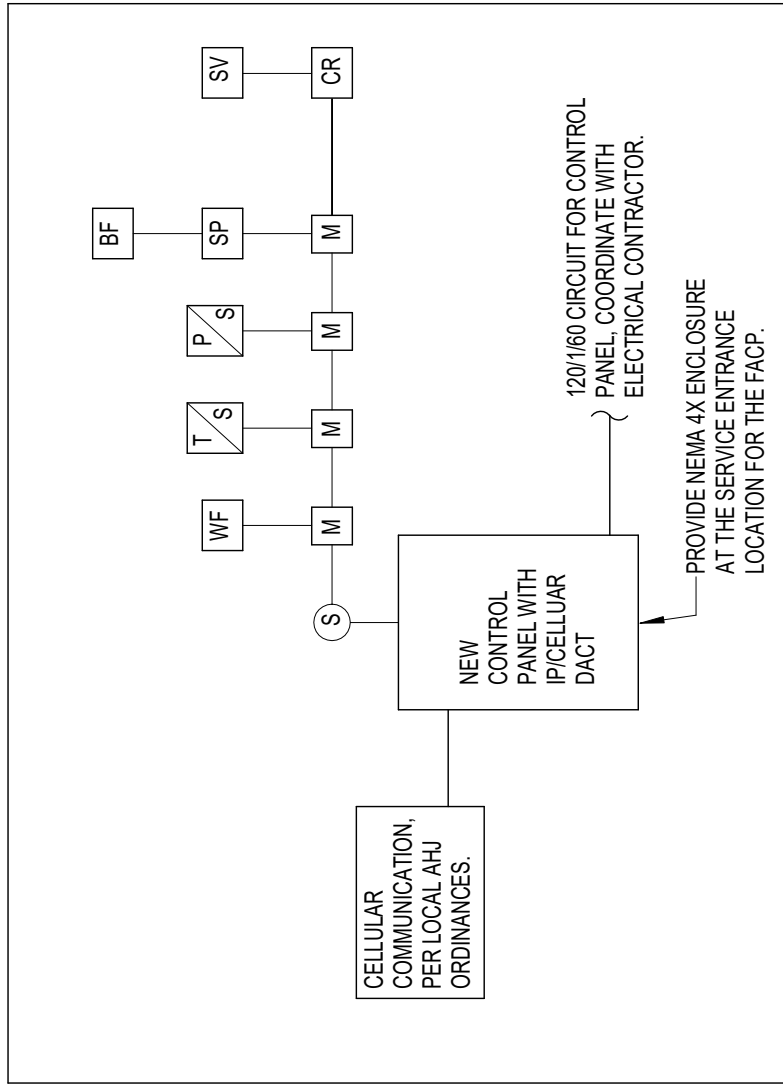 BF
WF
T
S
P
S
SP
SV
S
M
M
M
M
CR
CELLULAR
COMMUNICATION,
PER LOCAL AHJ
ORDINANCES.
NEW
CONTROL
PANEL WITH
IP/CELLUAR
DACT
120/1/60 CIRCUIT FOR CONTROL
PANEL, COORDINATE WITH
ELECTRICAL CONTRACTOR.
PROVIDE NEMA 4X ENCLOSURE
AT THE SERVICE ENTRANCE
LOCATION FOR THE FACP.